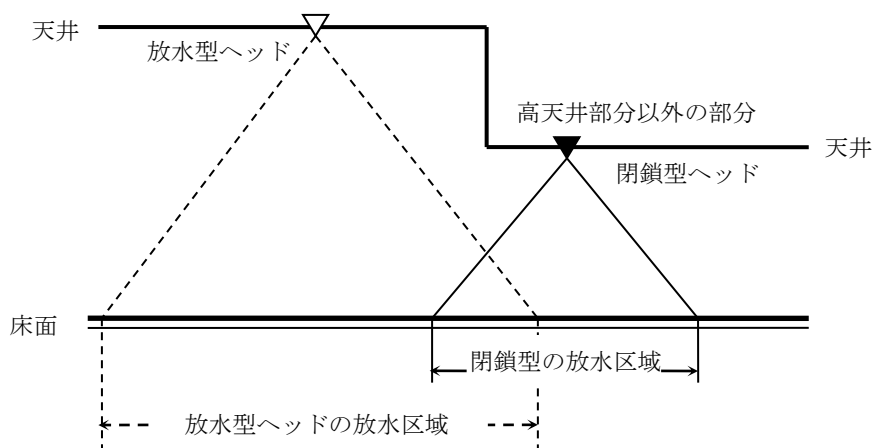 天井
放水型ヘッド
高天井部分以外の部分
天井
閉鎖型ヘッド
床面
閉鎖型の放水区域
放水型ヘッドの放水区域